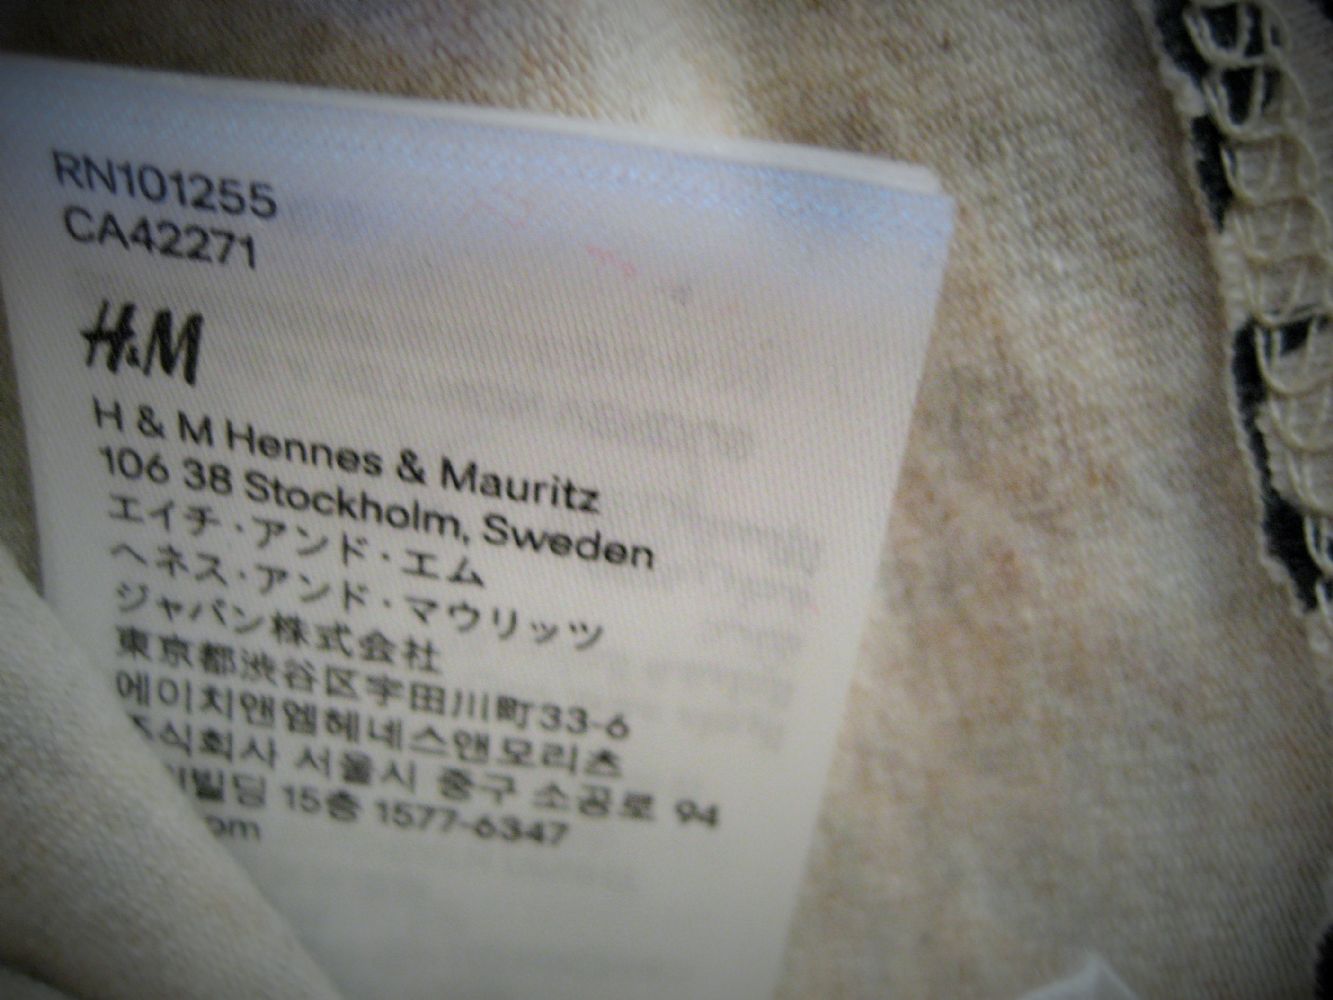 RN101255
CA42271
H&M
H & M Hennes & Mauritz
106 38 Stockholm, Sweden
エイチ・アンド・エム
ヘネス・アンド・マウリッツ
ジャパン株式会社
東京都渋谷区宇田川町33-6
에이치앤엠헤네스앤모리츠
주식회사 서울시 중구 소공로 94
빌딩 15층 1577-6347